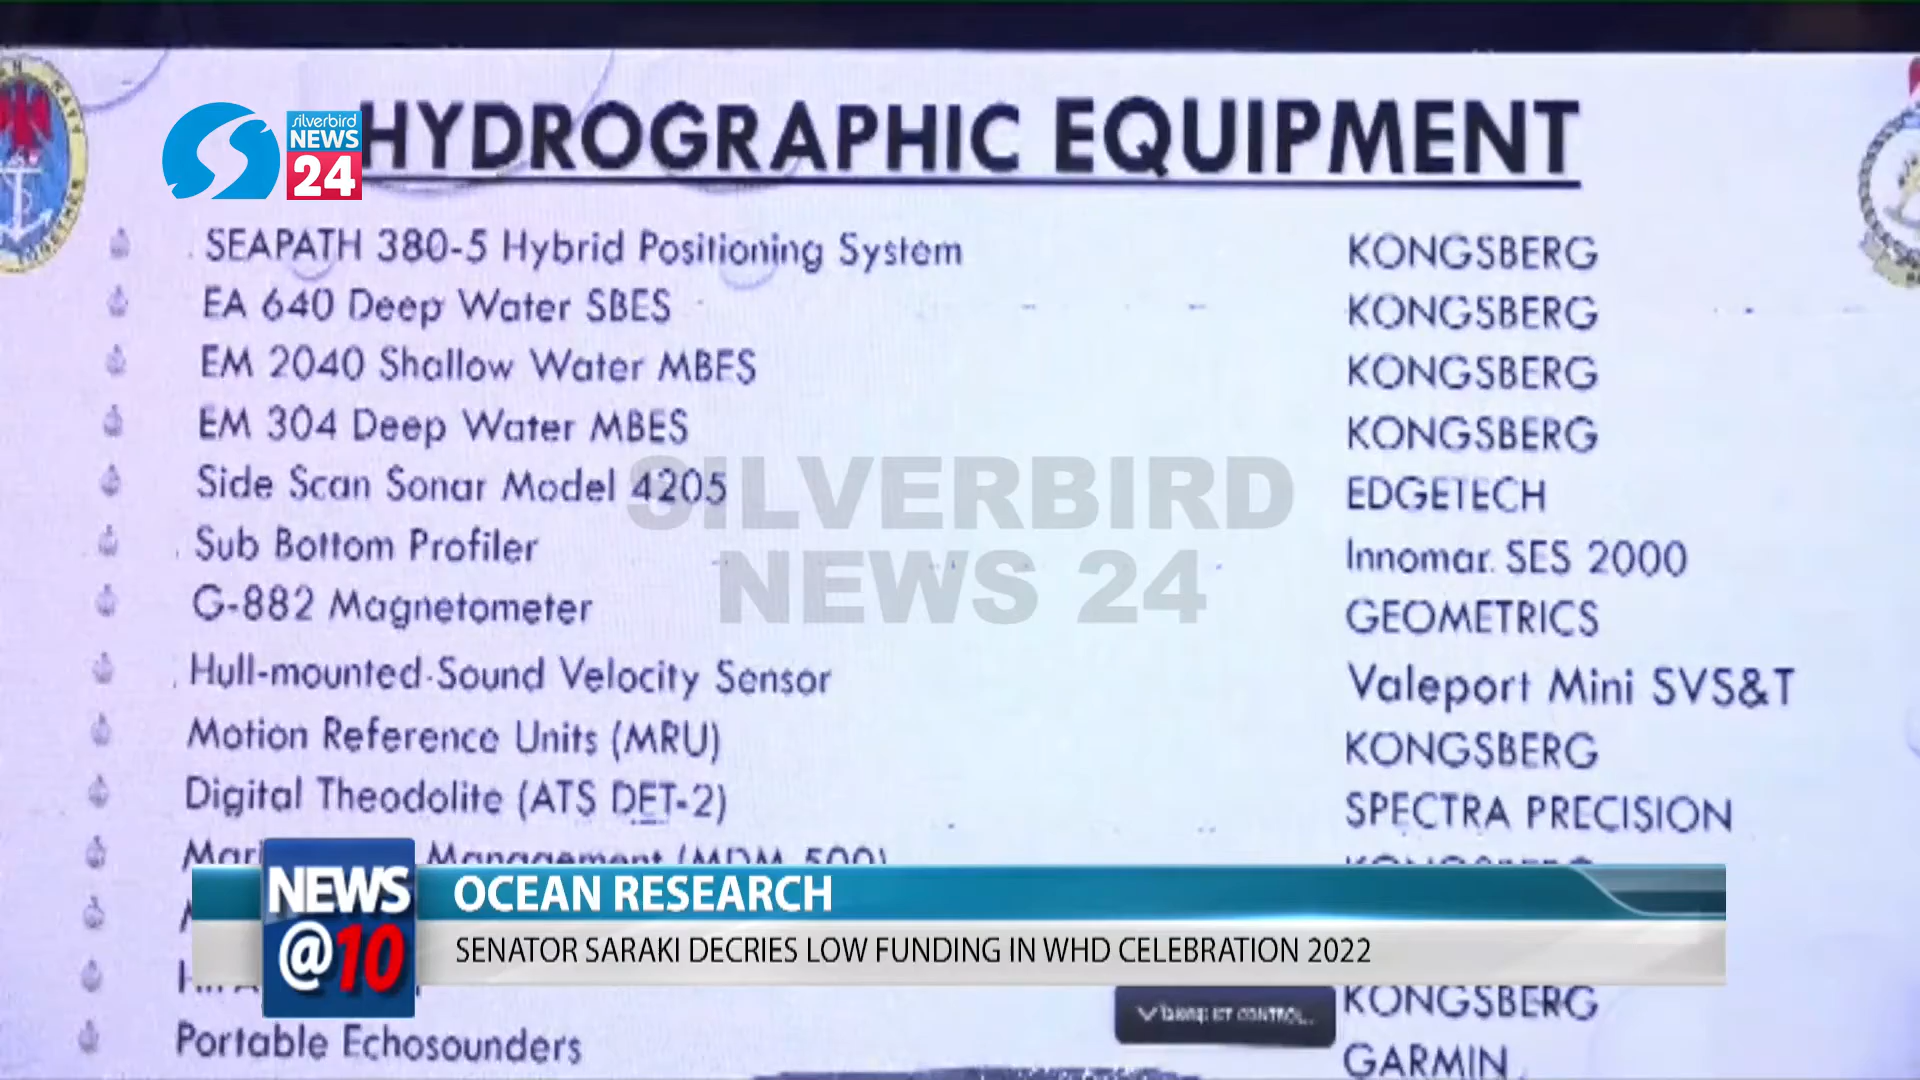 silverbird
NEWS
24
HYDROGRAPHIC EQUIPMENT
SEAPATH 380-5 Hybrid Positioning System KONGSBERG
EA 640 Deep Water SBES KONGSBERG
EM 2040 Shallow Water MBES KONGSBERG
EM 304 Deep Water MBES KONGSBERG
Side Scan Sonar Model 4205 EDGETECH
SILVERBIRD
NEWS 24
Sub Bottom Profiler Innomar SES 2000
G-882 Magnetometer GEOMETRICS
Hull-mounted Sound Velocity Sensor Valeport Mini SVS&T
Motion Reference Units (MRU) KONGSBERG
Digital Theodolite (ATS DET-2) SPECTRA PRECISION
Management (MDM 500) KONGSBERG
NEWS
@10
OCEAN RESEARCH
SENATOR SARAKI DECRIES LOW FUNDING IN WHD CELEBRATION 2022
KONGSBERG
Portable Echosounders GARMIN